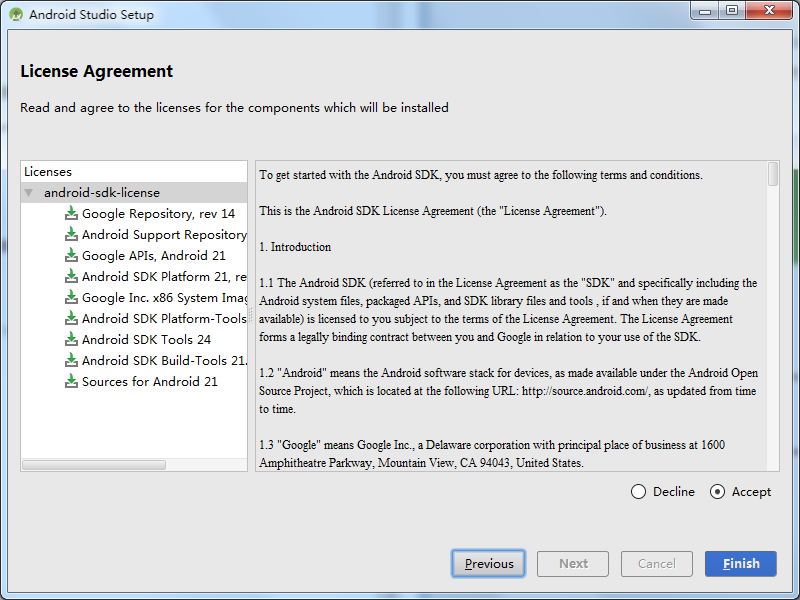 Android Studio Setup
License Agreement
Read and agree to the licenses for the components which will be installed
Licenses
android-sdk-license
Google Repository, rev 14
Android Support Repository
Google APIs, Android 21
Android SDK Platform 21, re
Google Inc. x86 System Imag
Android SDK Platform-Tools
Android SDK Tools 24
Android SDK Build-Tools 21.
Sources for Android 21
To get started with the Android SDK, you must agree to the following terms and conditions.
This is the Android SDK License Agreement (the "License Agreement").
1. Introduction
1.1 The Android SDK (referred to in the License Agreement as the "SDK" and specifically including the
Android system files, packaged APIs, and SDK library files and tools , if and when they are made
available) is licensed to you subject to the terms of the License Agreement. The License Agreement
forms a legally binding contract between you and Google in relation to your use of the SDK.
1.2 "Android" means the Android software stack for devices, as made available under the Android Open
Source Project, which is located at the following URL: http://source.android.com/, as updated from time
to time.
1.3 "Google" means Google Inc., a Delaware corporation with principal place of business at 1600
Amphitheatre Parkway, Mountain View, CA 94043, United States.
Decline
Accept
Previous
Next
Cancel
Finish